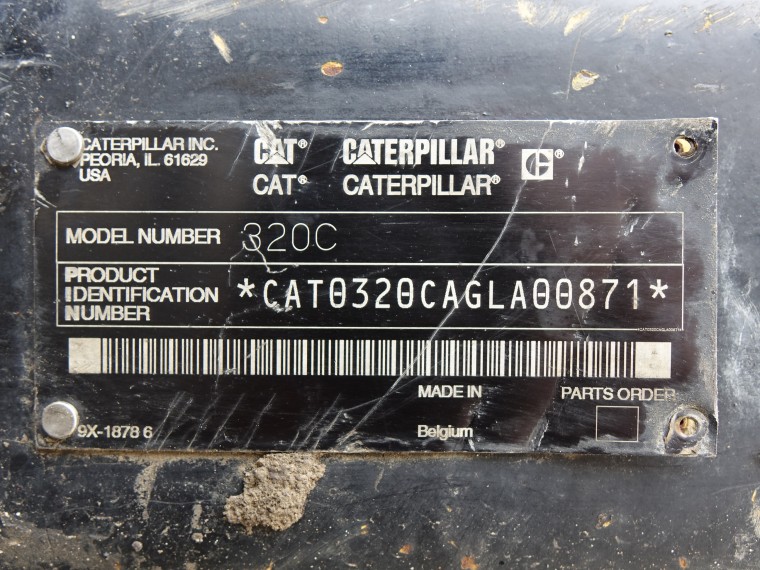 CATERPILLAR INC.
PEORIA, IL. 61629
USA
CAT® CATERPILLAR® ®
CAT® CATERPILLAR®
MODEL NUMBER 320C
PRODUCT
IDENTIFICATION
NUMBER
*CAT0320CAGLA00871*
*CAT0320CAGLA00871*
MADE IN
PARTS ORDER
9X-1878 6
Belgium